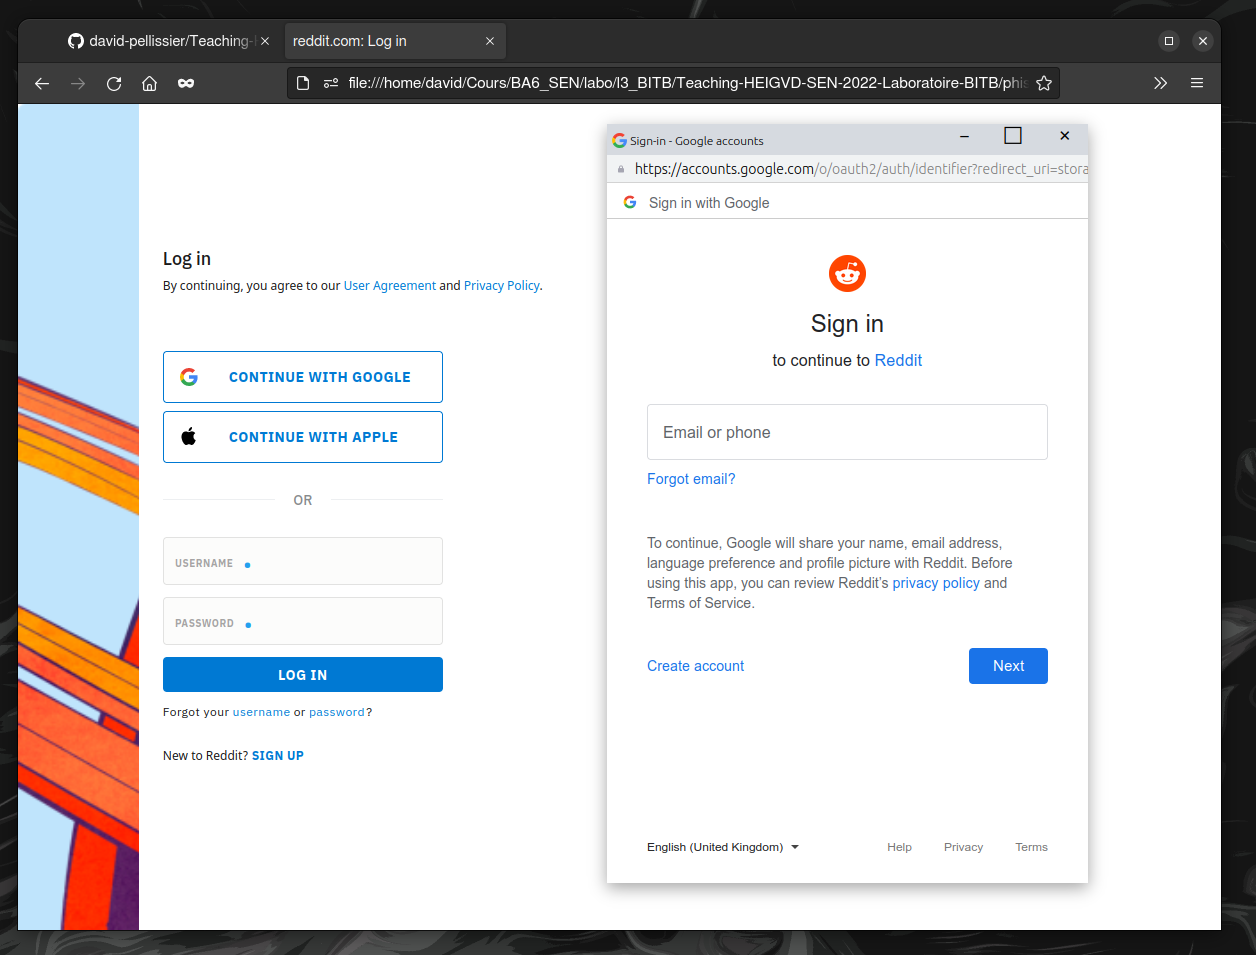 david-pellissier/Teaching-
reddit.com: Log in
file:///home/david/Cours/BA6_SEN/labo/l3_BITB/Teaching-HEIGVD-SEN-2022-Laboratoire-BITB/phis
Log in
By continuing, you agree to our User Agreement and Privacy Policy.
CONTINUE WITH GOOGLE
CONTINUE WITH APPLE
OR
USERNAME
PASSWORD
LOG IN
Forgot your username or password?
New to Reddit? SIGN UP
Sign-in - Google accounts
https://accounts.google.com/o/oauth2/auth/identifier?redirect_uri=stora
Sign in with Google
Sign in
to continue to Reddit
Email or phone
Forgot email?
To continue, Google will share your name, email address,
language preference and profile picture with Reddit. Before
using this app, you can review Reddit's privacy policy and
Terms of Service.
Create account
Next
English (United Kingdom)
Help
Privacy
Terms